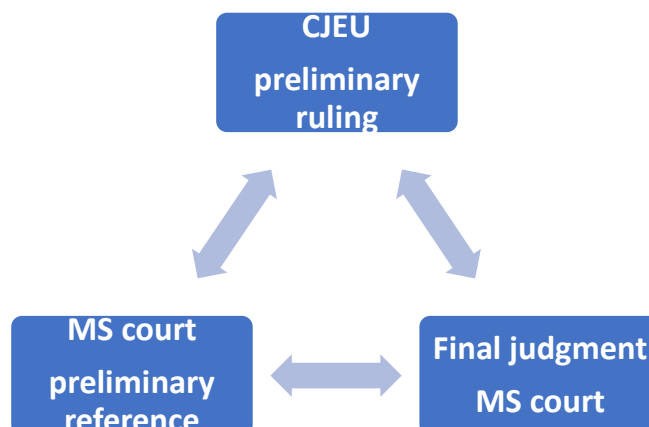 CJEU
preliminary
ruling
MS court
preliminary
reference
Final judgment
MS court